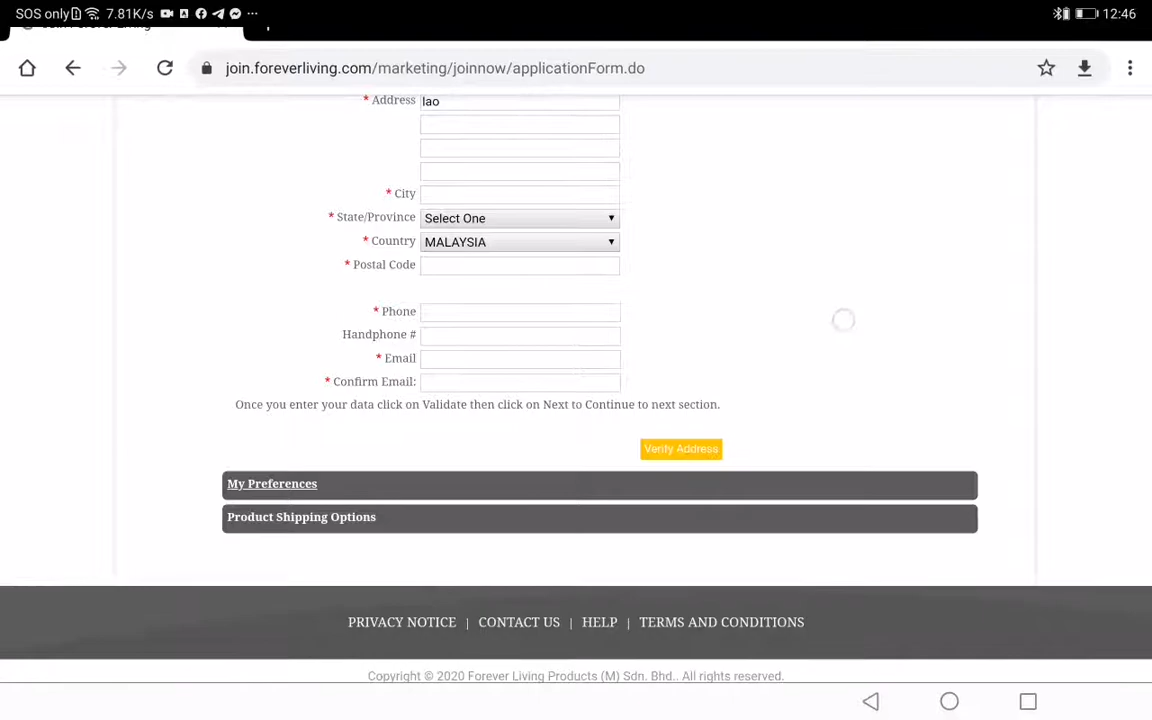 SOS only 7.81K/s ... 12:46
join.foreverliving.com/marketing/joinnow/applicationForm.do
* Address lao
* City
* State/Province Select One
* Country MALAYSIA
* Postal Code
* Phone
Handphone #
* Email
* Confirm Email:
Once you enter your data click on Validate then click on Next to Continue to next section.
Verify Address
My Preferences
Product Shipping Options
PRIVACY NOTICE | CONTACT US | HELP | TERMS AND CONDITIONS
Copyright © 2020 Forever Living Products (M) Sdn. Bhd.. All rights reserved.